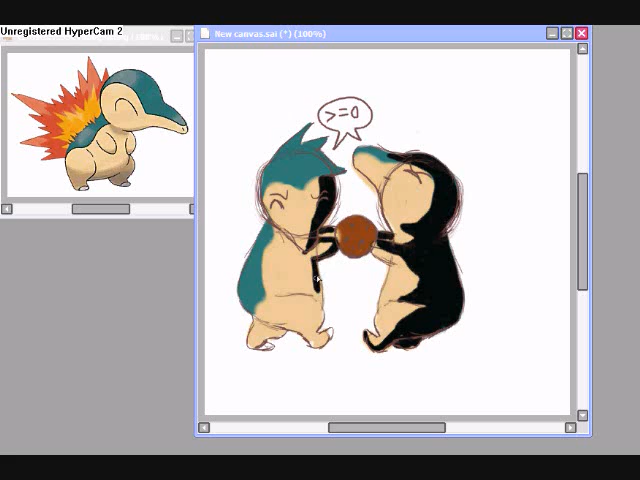 Unregistered HyperCam 2
New canvas.sai (*) (100%)
>=0